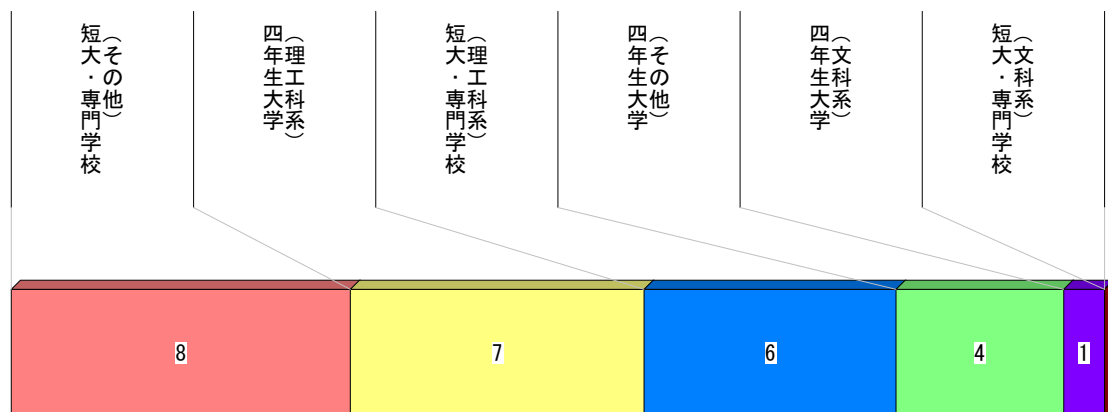 短大・専門学校
（その他）
四年生大学
（理工科系）
短大・専門学校
（理工科系）
四年生大学
（その他）
四年生大学
（文科系）
短大・専門学校
（文科系）
8
7
6
4
1